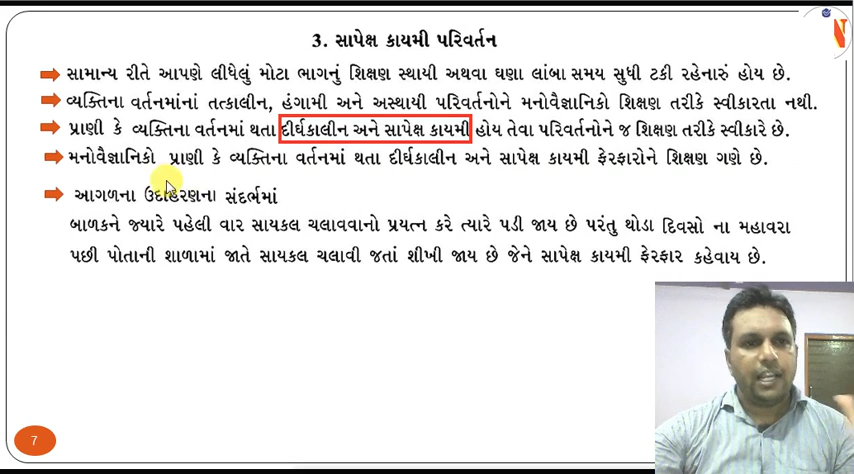 3. સાપેક્ષ કાયમી પરિવર્તન
સામાન્ય રીતે આપણે લીધેલું મોટા ભાગનું શિક્ષણ સ્થાયી અથવા ઘણા લાંબા સમય સુધી ટકી રહેનારું હોય છે.
વ્યક્તિના વર્તનમાંનાં તત્કાલીન, હંગામી અને અસ્થાયી પરિવર્તનોને મનોવૈજ્ઞાનિકો શિક્ષણ તરીકે સ્વીકારતા નથી.
પ્રાણી કે વ્યક્તિના વર્તનમાં થતા દીર્ઘકાલીન અને સાપેક્ષ કાયમી હોય તેવા પરિવર્તનોને જ શિક્ષણ તરીકે સ્વીકારે છે.
મનોવૈજ્ઞાનિકો પ્રાણી કે વ્યક્તિના વર્તનમાં થતા દીર્ઘકાલીન અને સાપેક્ષ કાયમી ફેરફારોને શિક્ષણ ગણે છે.
આગળના ઉદાહરણના સંદર્ભમાં
બાળકને જ્યારે પહેલી વાર સાયકલ ચલાવવાનો પ્રયત્ન કરે ત્યારે પડી જાય છે પરંતુ થોડા દિવસો ના મહાવરા
પછી પોતાની શાળામાં જાતે સાયકલ ચલાવી જતાં શીખી જાય છે જેને સાપેક્ષ કાયમી ફેરફાર કહેવાય છે.
7
N